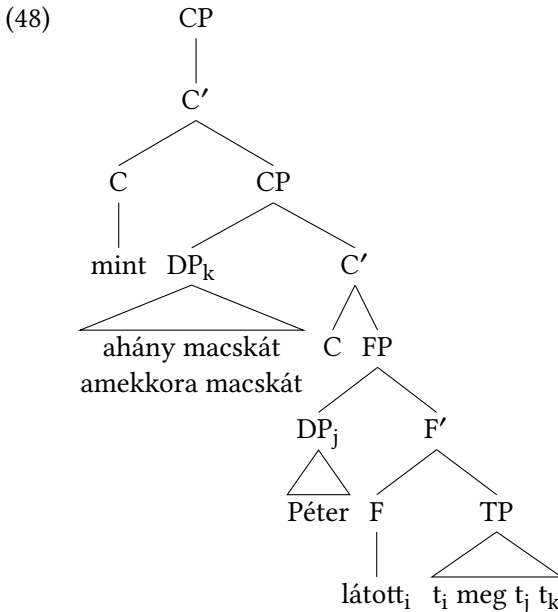 (48) CP
C′
C CP
mint DPk C′
ahány macskát C FP
amekkora macskát
DPj F′
Péter F TP
látotti ti meg tj tk